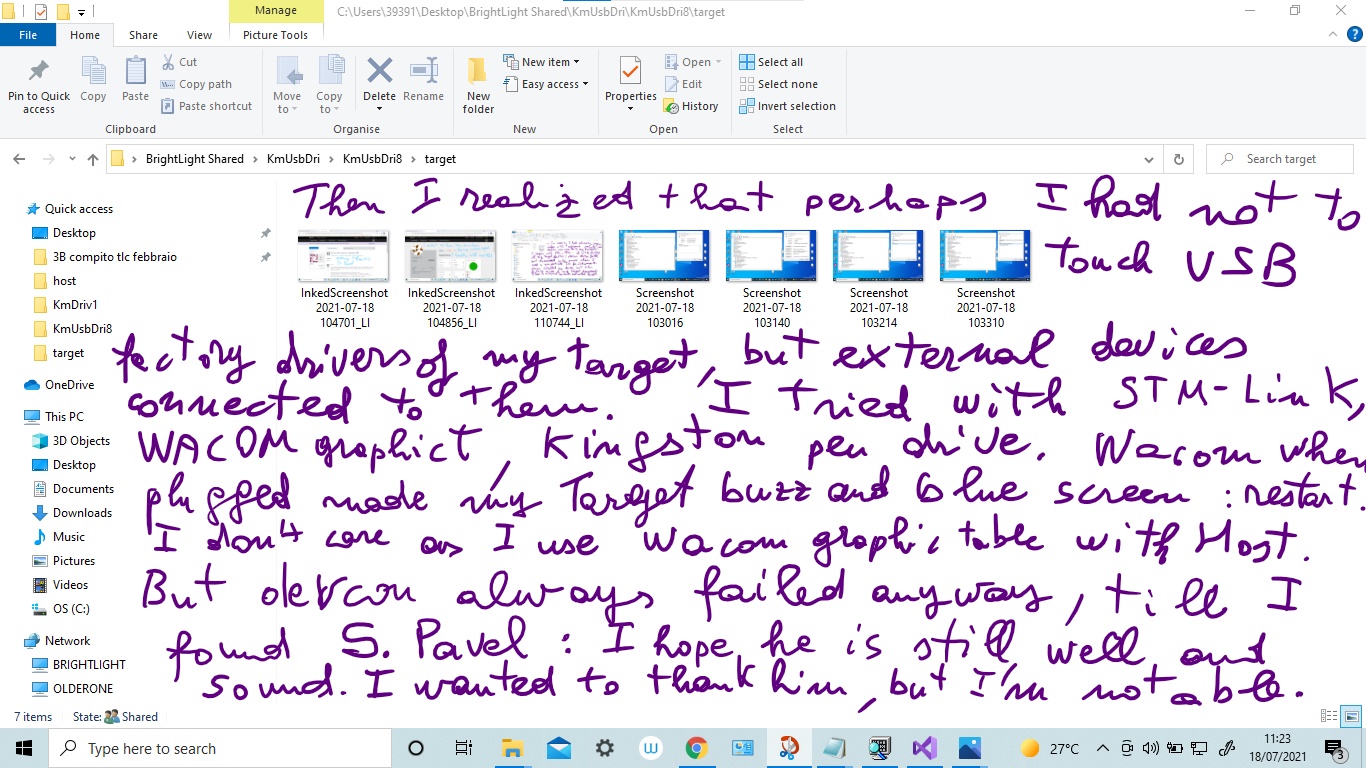 Manage
C:\Users\39391\Desktop\BrightLight Shared\KmUsbDri\KmUsbDri8\target
File Home Share View Picture Tools
Pin to Quick access
Copy
Paste
Cut
Copy path
Paste shortcut
Move to
Copy to
Delete
Rename
New folder
New item
Easy access
Properties
Open
Edit
History
Select all
Select none
Invert selection
Clipboard Organise New Open Select
BrightLight Shared > KmUsbDri > KmUsbDri8 > target
Search target
Quick access
Desktop
3B compito tlc febbraio
host
KmDriv1
KmUsbDri8
target
OneDrive
This PC
3D Objects
Desktop
Documents
Downloads
Music
Pictures
Videos
OS (C:)
Network
BRIGHTLIGHT
OLDERONE
Then I realized that perhaps I had not to
touch USB
InkedScreenshot 2021-07-18 104701_LI
InkedScreenshot 2021-07-18 104856_LI
InkedScreenshot 2021-07-18 110744_LI
Screenshot 2021-07-18 103016
Screenshot 2021-07-18 103140
Screenshot 2021-07-18 103214
Screenshot 2021-07-18 103310
factory drivers of my target, but external devices
connected to them. I tried with STM-Link,
WACOM graphict, Kingston pen drive. Wacom when
plugged made my Target buzz and blue screen : restart.
I don't care as I use Wacom graphic table with Host.
But devcon always failed anyway, till I
found S. Pavel : I hope he is still well and
sound. I wanted to thank him, but I'm not able.
7 items State: Shared
Type here to search
27°C
11:23
18/07/2021
3